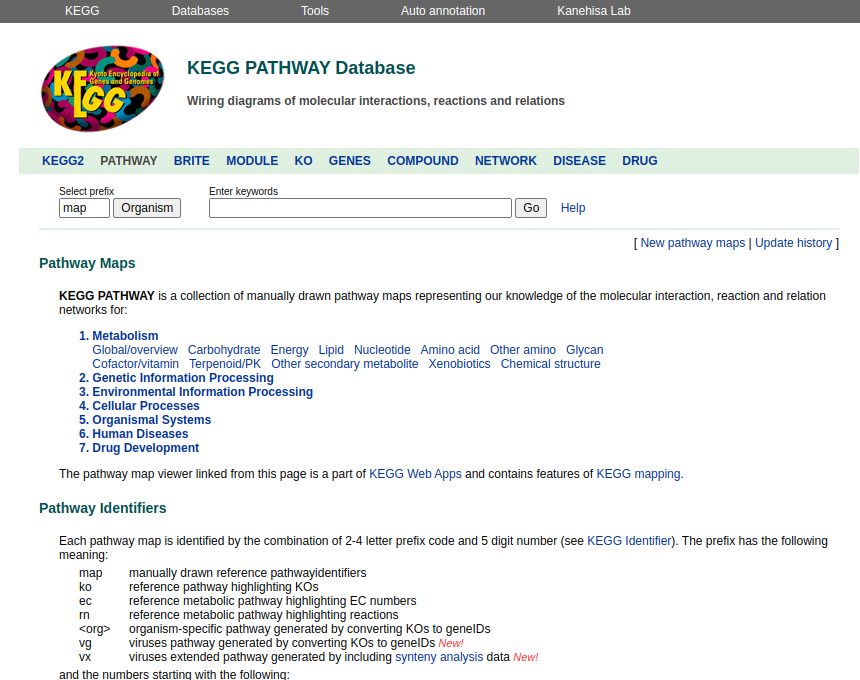 KEGG Databases Tools Auto annotation Kanehisa Lab
KEGG
Kyoto Encyclopedia of
Genes and Genomes
KEGG PATHWAY Database
Wiring diagrams of molecular interactions, reactions and relations
KEGG2 PATHWAY BRITE MODULE KO GENES COMPOUND NETWORK DISEASE DRUG
Select prefix Enter keywords
map Organism Go Help
[ New pathway maps | Update history ]
Pathway Maps
KEGG PATHWAY is a collection of manually drawn pathway maps representing our knowledge of the molecular interaction, reaction and relation
networks for:
1. Metabolism
Global/overview Carbohydrate Energy Lipid Nucleotide Amino acid Other amino Glycan
Cofactor/vitamin Terpenoid/PK Other secondary metabolite Xenobiotics Chemical structure
2. Genetic Information Processing
3. Environmental Information Processing
4. Cellular Processes
5. Organismal Systems
6. Human Diseases
7. Drug Development
The pathway map viewer linked from this page is a part of KEGG Web Apps and contains features of KEGG mapping.
Pathway Identifiers
Each pathway map is identified by the combination of 2-4 letter prefix code and 5 digit number (see KEGG Identifier). The prefix has the following
meaning:
map manually drawn reference pathwayidentifiers
ko reference pathway highlighting KOs
ec reference metabolic pathway highlighting EC numbers
rn reference metabolic pathway highlighting reactions
<org> organism-specific pathway generated by converting KOs to geneIDs
vg viruses pathway generated by converting KOs to geneIDs New!
vx viruses extended pathway generated by including synteny analysis data New!
and the numbers starting with the following: